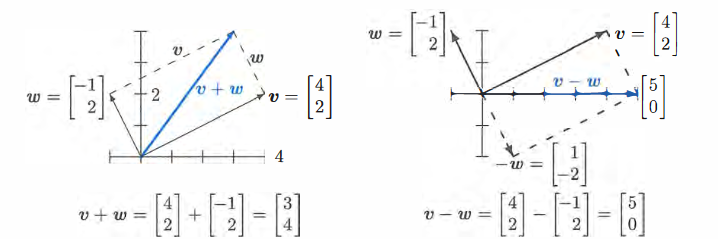 v
w
w = [−1 2]
2
v + w
v = [4 2]
4
v + w = [4 2] + [−1 2] = [3 4]
w = [−1 2]
v = [4 2]
v − w
[5 0]
−w = [1 −2]
v − w = [4 2] − [−1 2] = [5 0]